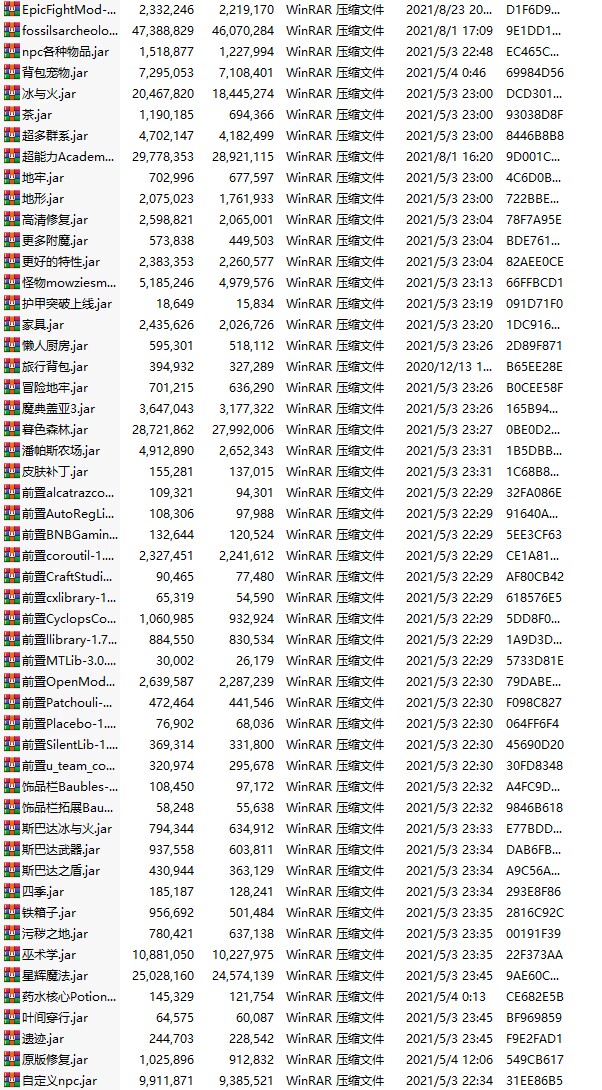 EpicFightMod-... 2,332,246 2,219,170 WinRAR 压缩文件 2021/8/23 20... D1F6D9...
fossilsarcheolo... 47,388,829 46,070,284 WinRAR 压缩文件 2021/8/1 17:09 9E1DD1...
npc各种物品.jar 1,518,877 1,227,994 WinRAR 压缩文件 2021/5/3 22:48 EC465C...
背包宠物.jar 7,295,053 7,108,401 WinRAR 压缩文件 2021/5/4 0:46 69984D56
冰与火.jar 20,467,820 18,445,274 WinRAR 压缩文件 2021/5/3 23:00 DCD301...
茶.jar 1,190,185 694,366 WinRAR 压缩文件 2021/5/3 23:00 93038D8F
超多群系.jar 4,702,147 4,182,499 WinRAR 压缩文件 2021/5/3 23:00 8446B8B8
超能力Academ... 29,778,353 28,921,115 WinRAR 压缩文件 2021/8/1 16:20 9D001C...
地牢.jar 702,996 677,597 WinRAR 压缩文件 2021/5/3 23:00 4C6D0B...
地形.jar 2,075,023 1,761,933 WinRAR 压缩文件 2021/5/3 23:00 722BBE...
高清修复.jar 2,598,821 2,065,001 WinRAR 压缩文件 2021/5/3 23:04 78F7A95E
更多附魔.jar 573,838 449,503 WinRAR 压缩文件 2021/5/3 23:04 BDE761...
更好的特性.jar 2,383,353 2,260,577 WinRAR 压缩文件 2021/5/3 23:04 82AEE0CE
怪物mowziesm... 5,185,246 4,979,576 WinRAR 压缩文件 2021/5/3 23:13 66FFBCD1
护甲突破上线.jar 18,649 15,834 WinRAR 压缩文件 2021/5/3 23:19 091D71F0
家具.jar 2,435,626 2,026,726 WinRAR 压缩文件 2021/5/3 23:20 1DC916...
懒人厨房.jar 595,301 518,112 WinRAR 压缩文件 2021/5/3 23:26 2D89F871
旅行背包.jar 394,932 327,289 WinRAR 压缩文件 2020/12/13 1... B65EE28E
冒险地牢.jar 701,215 636,290 WinRAR 压缩文件 2021/5/3 23:26 B0CEE58F
魔典盖亚3.jar 3,647,043 3,177,322 WinRAR 压缩文件 2021/5/3 23:26 165B94...
暮色森林.jar 28,721,862 27,992,006 WinRAR 压缩文件 2021/5/3 23:27 0BE0D2...
潘帕斯农场.jar 4,912,890 2,652,343 WinRAR 压缩文件 2021/5/3 23:31 1B5DBB...
皮肤补丁.jar 155,281 137,015 WinRAR 压缩文件 2021/5/3 23:31 1C68B8...
前置alcatrazco... 109,321 94,301 WinRAR 压缩文件 2021/5/3 22:29 32FA086E
前置AutoRegLi... 108,306 97,988 WinRAR 压缩文件 2021/5/3 22:29 91640A...
前置BNBGamin... 132,644 120,524 WinRAR 压缩文件 2021/5/3 22:29 5EE3CF63
前置coroutil-1.... 2,327,451 2,241,612 WinRAR 压缩文件 2021/5/3 22:29 CE1A81...
前置CraftStudi... 90,465 77,480 WinRAR 压缩文件 2021/5/3 22:29 AF80CB42
前置cxlibrary-1... 65,319 54,590 WinRAR 压缩文件 2021/5/3 22:29 618576E5
前置CyclopsCo... 1,060,985 932,924 WinRAR 压缩文件 2021/5/3 22:29 5DD8F0...
前置llibrary-1.7... 884,550 830,534 WinRAR 压缩文件 2021/5/3 22:29 1A9D3D...
前置MTLib-3.0.... 30,002 26,179 WinRAR 压缩文件 2021/5/3 22:29 5733D81E
前置OpenMod... 2,639,587 2,287,239 WinRAR 压缩文件 2021/5/3 22:30 79DABE...
前置Patchouli-... 472,464 441,546 WinRAR 压缩文件 2021/5/3 22:30 F098C827
前置Placebo-1.... 76,902 68,036 WinRAR 压缩文件 2021/5/3 22:30 064FF6F4
前置SilentLib-1.... 369,314 331,800 WinRAR 压缩文件 2021/5/3 22:30 45690D20
前置u_team_co... 320,974 295,678 WinRAR 压缩文件 2021/5/3 22:30 30FD8348
饰品栏Baubles-... 108,450 97,172 WinRAR 压缩文件 2021/5/3 22:32 A4FC9D...
饰品栏拓展Bau... 58,248 55,638 WinRAR 压缩文件 2021/5/3 22:32 9846B618
斯巴达冰与火.jar 794,344 634,912 WinRAR 压缩文件 2021/5/3 23:33 E77BDD...
斯巴达武器.jar 937,558 603,811 WinRAR 压缩文件 2021/5/3 23:34 DAB6FB...
斯巴达之盾.jar 430,944 363,129 WinRAR 压缩文件 2021/5/3 23:34 A9C56A...
四季.jar 185,187 128,241 WinRAR 压缩文件 2021/5/3 23:34 293E8F86
铁箱子.jar 956,692 501,484 WinRAR 压缩文件 2021/5/3 23:35 2816C92C
污秽之地.jar 780,421 637,138 WinRAR 压缩文件 2021/5/3 23:35 00191F39
巫术学.jar 10,881,050 10,227,975 WinRAR 压缩文件 2021/5/3 23:35 22F373AA
星辉魔法.jar 25,028,160 24,574,139 WinRAR 压缩文件 2021/5/3 23:45 9AE60C...
药水核心Potion... 145,329 121,754 WinRAR 压缩文件 2021/5/4 0:13 CE682E5B
叶间穿行.jar 64,575 60,087 WinRAR 压缩文件 2021/5/3 23:45 BF969859
遗迹.jar 244,703 228,542 WinRAR 压缩文件 2021/5/3 23:45 F9E2FAD1
原版修复.jar 1,025,896 912,832 WinRAR 压缩文件 2021/5/4 12:06 549CB617
自定义npc.jar 9,911,871 9,385,521 WinRAR 压缩文件 2021/5/3 22:34 31EE86B5